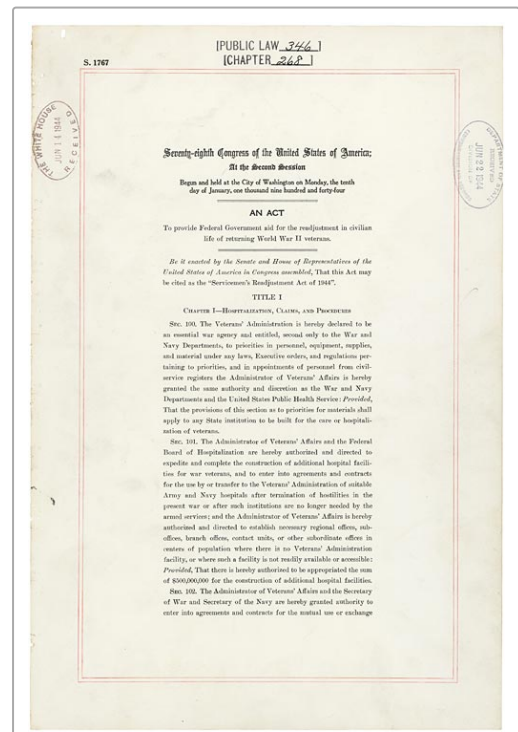 [PUBLIC LAW 346]
[CHAPTER 268]
S. 1767
THE WHITE HOUSE
JUN 14 1944
RECEIVED
DEPARTMENT OF STATE
JUN 22 1944
Seventy-eighth Congress of the United States of America;
At the Second Session
Begun and held at the City of Washington on Monday, the tenth
day of January, one thousand nine hundred and forty-four
AN ACT
To provide Federal Government aid for the readjustment in civilian
life of returning World War II veterans.
Be it enacted by the Senate and House of Representatives of the
United States of America in Congress assembled, That this Act may
be cited as the “Servicemen's Readjustment Act of 1944”.
TITLE I
CHAPTER I—HOSPITALIZATION, CLAIMS, AND PROCEDURES
SEC. 100. The Veterans' Administration is hereby declared to be
an essential war agency and entitled, second only to the War and
Navy Departments, to priorities in personnel, equipment, supplies,
and material under any laws, Executive orders, and regulations per-
taining to priorities, and in appointments of personnel from civil-
service registers the Administrator of Veterans' Affairs is hereby
granted the same authority and discretion as the War and Navy
Departments and the United States Public Health Service: Provided,
That the provisions of this section as to priorities for materials shall
apply to any State institution to be built for the care or hospitali-
zation of veterans.
SEC. 101. The Administrator of Veterans' Affairs and the Federal
Board of Hospitalization are hereby authorized and directed to
expedite and complete the construction of additional hospital facili-
ties for war veterans, and to enter into agreements and contracts
for the use by or transfer to the Veterans' Administration of suitable
Army and Navy hospitals after termination of hostilities in the
present war or after such institutions are no longer needed by the
armed services; and the Administrator of Veterans' Affairs is hereby
authorized and directed to establish necessary regional offices, sub-
offices, branch offices, contact units, or other subordinate offices in
centers of population where there is no Veterans' Administration
facility, or where such a facility is not readily available or accessible:
Provided, That there is hereby authorized to be appropriated the sum
of $500,000,000 for the construction of additional hospital facilities.
SEC. 102. The Administrator of Veterans' Affairs and the Secretary
of War and Secretary of the Navy are hereby granted authority to
enter into agreements and contracts for the mutual use or exchange